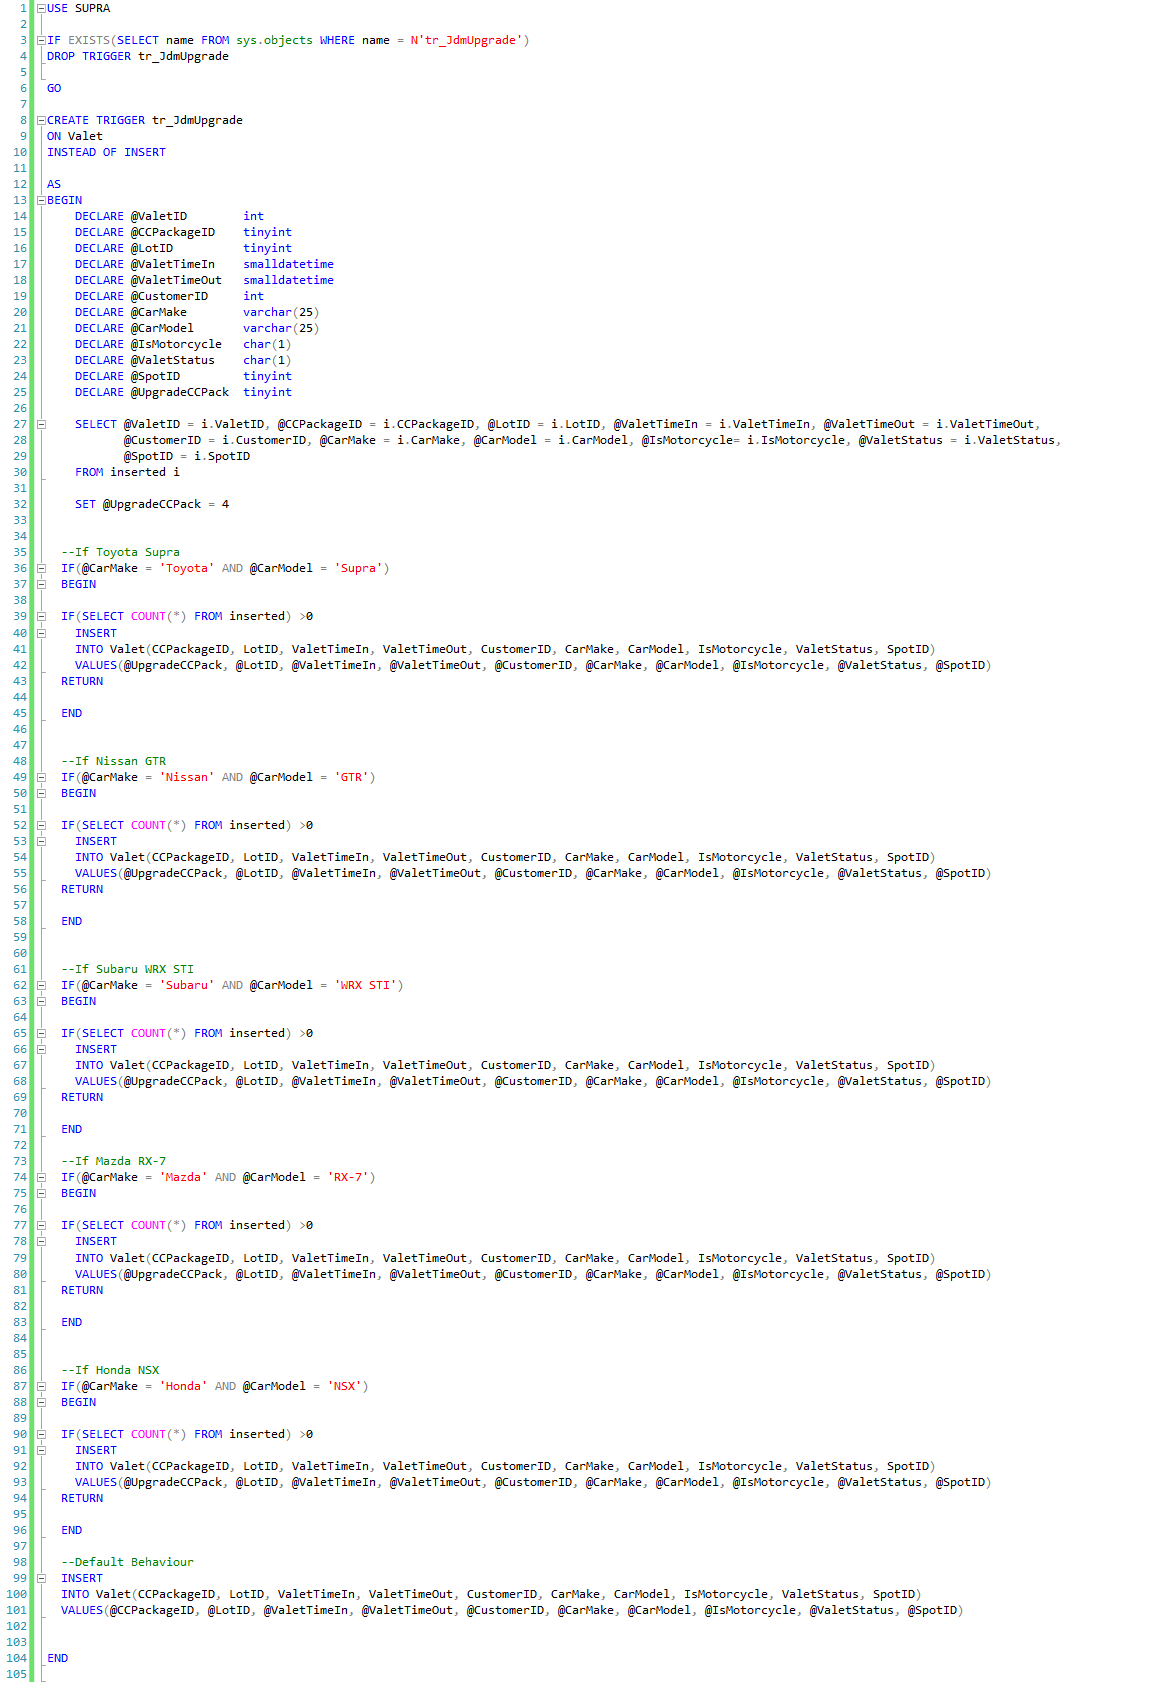 1 USE SUPRA
2
3 IF EXISTS(SELECT name FROM sys.objects WHERE name = N'tr_JdmUpgrade')
4 DROP TRIGGER tr_JdmUpgrade
5
6 GO
7
8 CREATE TRIGGER tr_JdmUpgrade
9 ON Valet
10 INSTEAD OF INSERT
11
12 AS
13 BEGIN
14 DECLARE @ValetID int
15 DECLARE @CCPackageID tinyint
16 DECLARE @LotID tinyint
17 DECLARE @ValetTimeIn smalldatetime
18 DECLARE @ValetTimeOut smalldatetime
19 DECLARE @CustomerID int
20 DECLARE @CarMake varchar(25)
21 DECLARE @CarModel varchar(25)
22 DECLARE @IsMotorcycle char(1)
23 DECLARE @ValetStatus char(1)
24 DECLARE @SpotID tinyint
25 DECLARE @UpgradeCCPack tinyint
26
27 SELECT @ValetID = i.ValetID, @CCPackageID = i.CCPackageID, @LotID = i.LotID, @ValetTimeIn = i.ValetTimeIn, @ValetTimeOut = i.ValetTimeOut,
28 @CustomerID = i.CustomerID, @CarMake = i.CarMake, @CarModel = i.CarModel, @IsMotorcycle= i.IsMotorcycle, @ValetStatus = i.ValetStatus,
29 @SpotID = i.SpotID
30 FROM inserted i
31
32 SET @UpgradeCCPack = 4
33
34
35 --If Toyota Supra
36 IF(@CarMake = 'Toyota' AND @CarModel = 'Supra')
37 BEGIN
38
39 IF(SELECT COUNT(*) FROM inserted) >0
40 INSERT
41 INTO Valet(CCPackageID, LotID, ValetTimeIn, ValetTimeOut, CustomerID, CarMake, CarModel, IsMotorcycle, ValetStatus, SpotID)
42 VALUES(@UpgradeCCPack, @LotID, @ValetTimeIn, @ValetTimeOut, @CustomerID, @CarMake, @CarModel, @IsMotorcycle, @ValetStatus, @SpotID)
43 RETURN
44
45 END
46
47
48 --If Nissan GTR
49 IF(@CarMake = 'Nissan' AND @CarModel = 'GTR')
50 BEGIN
51
52 IF(SELECT COUNT(*) FROM inserted) >0
53 INSERT
54 INTO Valet(CCPackageID, LotID, ValetTimeIn, ValetTimeOut, CustomerID, CarMake, CarModel, IsMotorcycle, ValetStatus, SpotID)
55 VALUES(@UpgradeCCPack, @LotID, @ValetTimeIn, @ValetTimeOut, @CustomerID, @CarMake, @CarModel, @IsMotorcycle, @ValetStatus, @SpotID)
56 RETURN
57
58 END
59
60
61 --If Subaru WRX STI
62 IF(@CarMake = 'Subaru' AND @CarModel = 'WRX STI')
63 BEGIN
64
65 IF(SELECT COUNT(*) FROM inserted) >0
66 INSERT
67 INTO Valet(CCPackageID, LotID, ValetTimeIn, ValetTimeOut, CustomerID, CarMake, CarModel, IsMotorcycle, ValetStatus, SpotID)
68 VALUES(@UpgradeCCPack, @LotID, @ValetTimeIn, @ValetTimeOut, @CustomerID, @CarMake, @CarModel, @IsMotorcycle, @ValetStatus, @SpotID)
69 RETURN
70
71 END
72
73 --If Mazda RX-7
74 IF(@CarMake = 'Mazda' AND @CarModel = 'RX-7')
75 BEGIN
76
77 IF(SELECT COUNT(*) FROM inserted) >0
78 INSERT
79 INTO Valet(CCPackageID, LotID, ValetTimeIn, ValetTimeOut, CustomerID, CarMake, CarModel, IsMotorcycle, ValetStatus, SpotID)
80 VALUES(@UpgradeCCPack, @LotID, @ValetTimeIn, @ValetTimeOut, @CustomerID, @CarMake, @CarModel, @IsMotorcycle, @ValetStatus, @SpotID)
81 RETURN
82
83 END
84
85
86 --If Honda NSX
87 IF(@CarMake = 'Honda' AND @CarModel = 'NSX')
88 BEGIN
89
90 IF(SELECT COUNT(*) FROM inserted) >0
91 INSERT
92 INTO Valet(CCPackageID, LotID, ValetTimeIn, ValetTimeOut, CustomerID, CarMake, CarModel, IsMotorcycle, ValetStatus, SpotID)
93 VALUES(@UpgradeCCPack, @LotID, @ValetTimeIn, @ValetTimeOut, @CustomerID, @CarMake, @CarModel, @IsMotorcycle, @ValetStatus, @SpotID)
94 RETURN
95
96 END
97
98 --Default Behaviour
99 INSERT
100 INTO Valet(CCPackageID, LotID, ValetTimeIn, ValetTimeOut, CustomerID, CarMake, CarModel, IsMotorcycle, ValetStatus, SpotID)
101 VALUES(@CCPackageID, @LotID, @ValetTimeIn, @ValetTimeOut, @CustomerID, @CarMake, @CarModel, @IsMotorcycle, @ValetStatus, @SpotID)
102
103
104 END
105